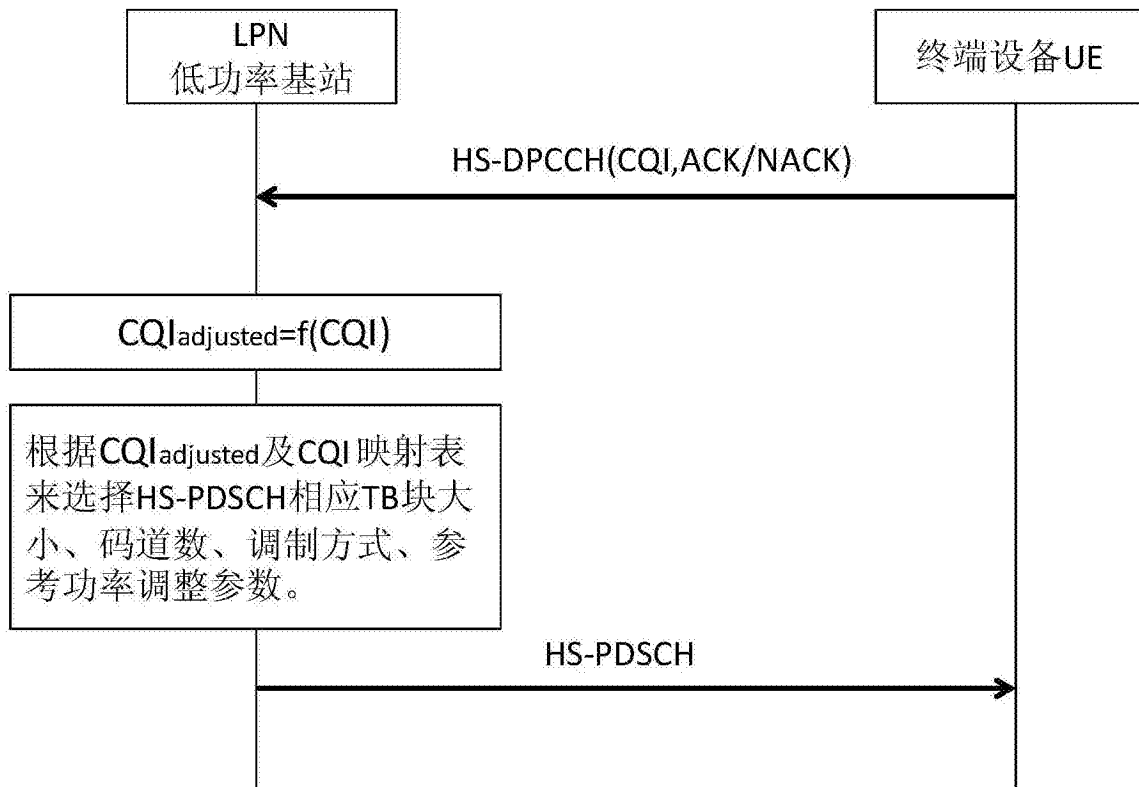 LPN
低功率基站
终端设备UE
HS-DPCCH(CQI,ACK/NACK)
CQIadjusted=f(CQI)
根据CQIadjusted及CQI映射表
来选择HS-PDSCH相应TB块大
小、码道数、调制方式、参
考功率调整参数。
HS-PDSCH